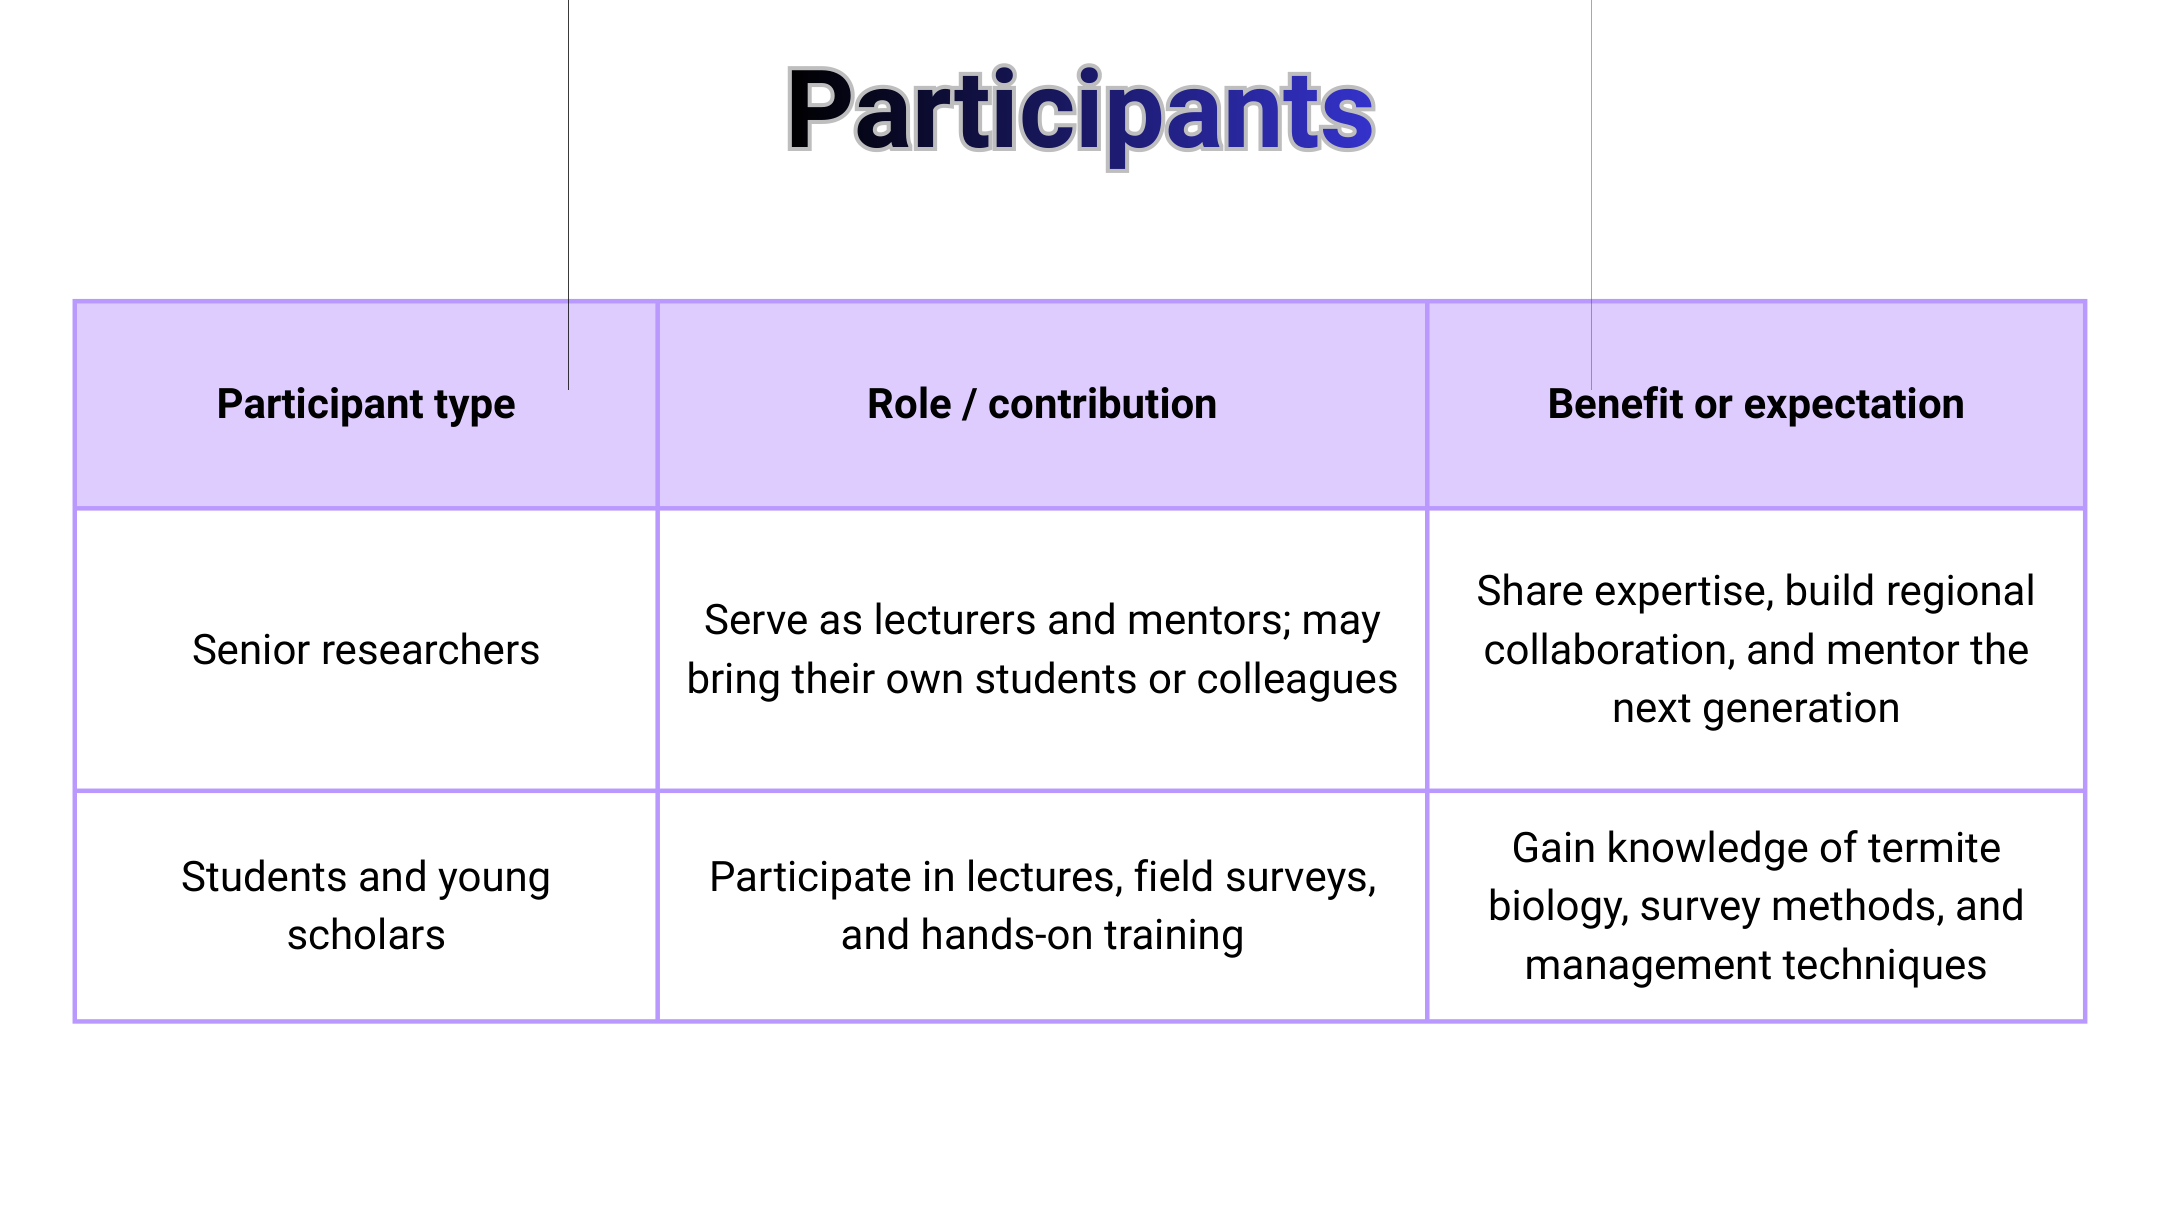 Participants
Participant type
Role / contribution
Benefit or expectation
Senior researchers
Serve as lecturers and mentors; may
bring their own students or colleagues
Share expertise, build regional
collaboration, and mentor the
next generation
Students and young
scholars
Participate in lectures, field surveys,
and hands-on training
Gain knowledge of termite
biology, survey methods, and
management techniques